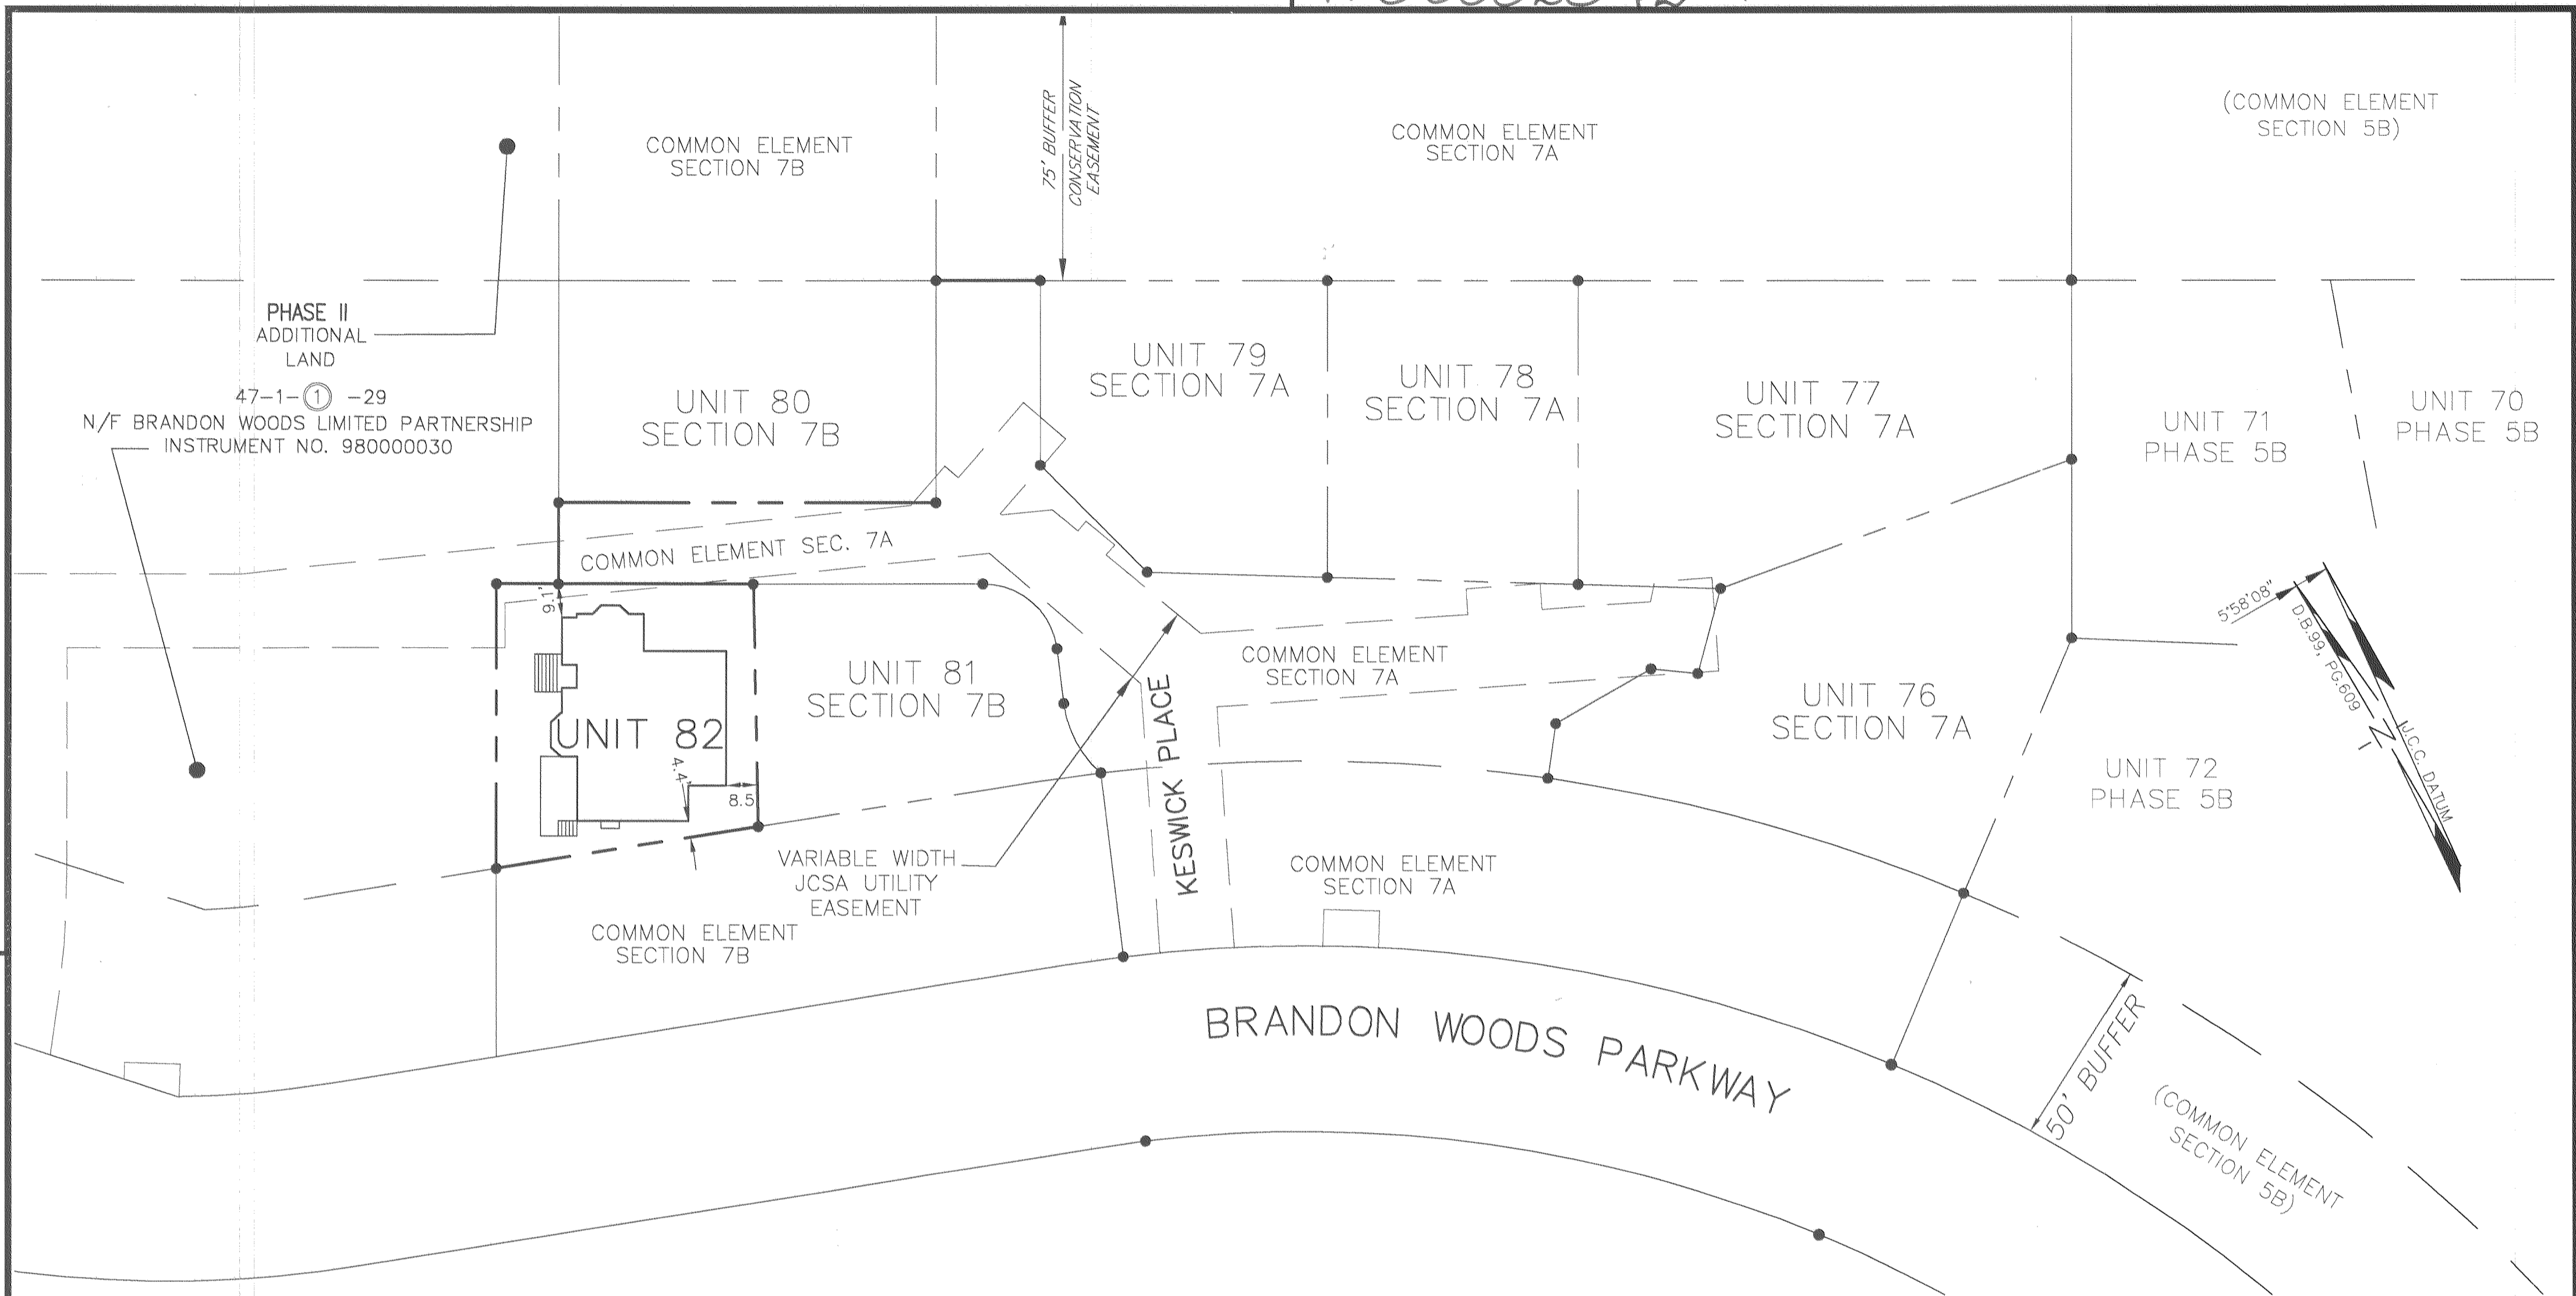 (COMMON ELEMENT
SECTION 5B)
COMMON ELEMENT
SECTION 7B
75' BUFFER
CONSERVATION
EASEMENT
COMMON ELEMENT
SECTION 7A
PHASE II
ADDITIONAL
LAND
47-1-① -29
N/F BRANDON WOODS LIMITED PARTNERSHIP
INSTRUMENT NO. 980000030
UNIT 80
SECTION 7B
UNIT 79
SECTION 7A
UNIT 78
SECTION 7A
UNIT 77
SECTION 7A
UNIT 71
PHASE 5B
UNIT 70
PHASE 5B
COMMON ELEMENT SEC. 7A
9.1'
UNIT 82
4.4'
8.5
UNIT 81
SECTION 7B
COMMON ELEMENT
SECTION 7A
UNIT 76
SECTION 7A
UNIT 72
PHASE 5B
5°58'08"
D.B.99, PG.609
N
J.C.C. DATUM
KESWICK PLACE
VARIABLE WIDTH
JCSA UTILITY
EASEMENT
COMMON ELEMENT
SECTION 7A
COMMON ELEMENT
SECTION 7B
BRANDON WOODS PARKWAY
50' BUFFER
(COMMON ELEMENT
SECTION 5B)